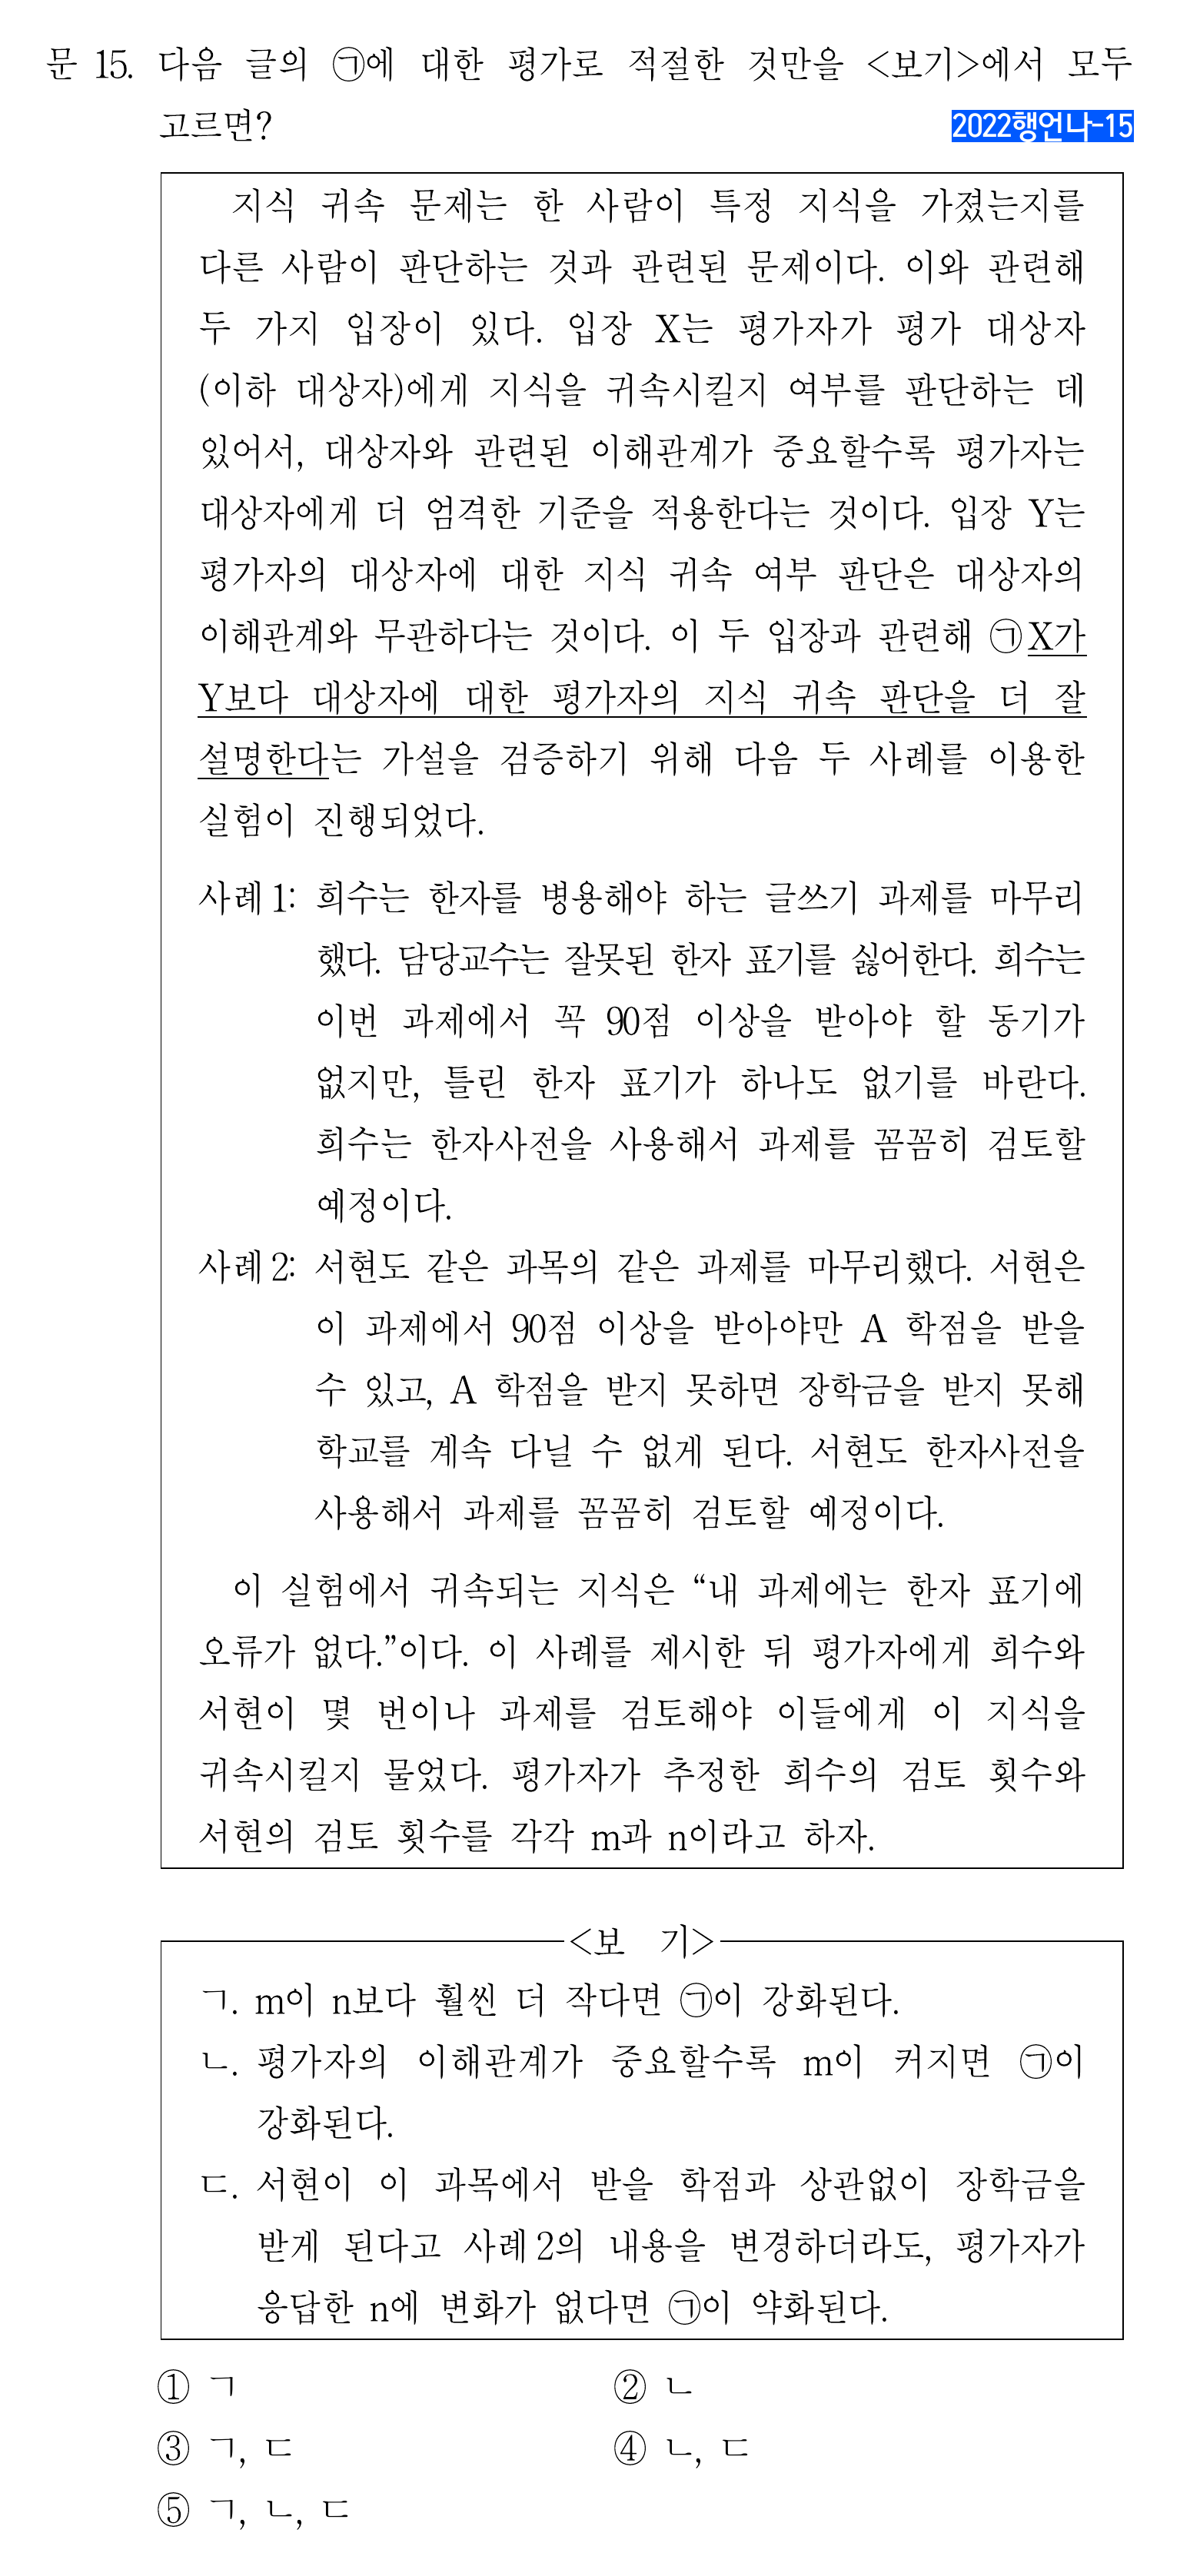 문 15. 다음 글의 ㉠에 대한 평가로 적절한 것만을 <보기>에서 모두
고르면?
2022행언나-15
지식 귀속 문제는 한 사람이 특정 지식을 가졌는지를
다른 사람이 판단하는 것과 관련된 문제이다. 이와 관련해
두 가지 입장이 있다. 입장 X는 평가자가 평가 대상자
(이하 대상자)에게 지식을 귀속시킬지 여부를 판단하는 데
있어서, 대상자와 관련된 이해관계가 중요할수록 평가자는
대상자에게 더 엄격한 기준을 적용한다는 것이다. 입장 Y는
평가자의 대상자에 대한 지식 귀속 여부 판단은 대상자의
이해관계와 무관하다는 것이다. 이 두 입장과 관련해 ㉠X가
Y보다 대상자에 대한 평가자의 지식 귀속 판단을 더 잘
설명한다는 가설을 검증하기 위해 다음 두 사례를 이용한
실험이 진행되었다.
사례 1: 희수는 한자를 병용해야 하는 글쓰기 과제를 마무리
했다. 담당교수는 잘못된 한자 표기를 싫어한다. 희수는
이번 과제에서 꼭 90점 이상을 받아야 할 동기가
없지만, 틀린 한자 표기가 하나도 없기를 바란다.
희수는 한자사전을 사용해서 과제를 꼼꼼히 검토할
예정이다.
사례 2: 서현도 같은 과목의 같은 과제를 마무리했다. 서현은
이 과제에서 90점 이상을 받아야만 A 학점을 받을
수 있고, A 학점을 받지 못하면 장학금을 받지 못해
학교를 계속 다닐 수 없게 된다. 서현도 한자사전을
사용해서 과제를 꼼꼼히 검토할 예정이다.
이 실험에서 귀속되는 지식은 “내 과제에는 한자 표기에
오류가 없다.”이다. 이 사례를 제시한 뒤 평가자에게 희수와
서현이 몇 번이나 과제를 검토해야 이들에게 이 지식을
귀속시킬지 물었다. 평가자가 추정한 희수의 검토 횟수와
서현의 검토 횟수를 각각 m과 n이라고 하자.
<보 기>
ㄱ. m이 n보다 훨씬 더 작다면 ㉠이 강화된다.
ㄴ. 평가자의 이해관계가 중요할수록 m이 커지면 ㉠이
강화된다.
ㄷ. 서현이 이 과목에서 받을 학점과 상관없이 장학금을
받게 된다고 사례 2의 내용을 변경하더라도, 평가자가
응답한 n에 변화가 없다면 ㉠이 약화된다.
① ㄱ ② ㄴ
③ ㄱ, ㄷ ④ ㄴ, ㄷ
⑤ ㄱ, ㄴ, ㄷ